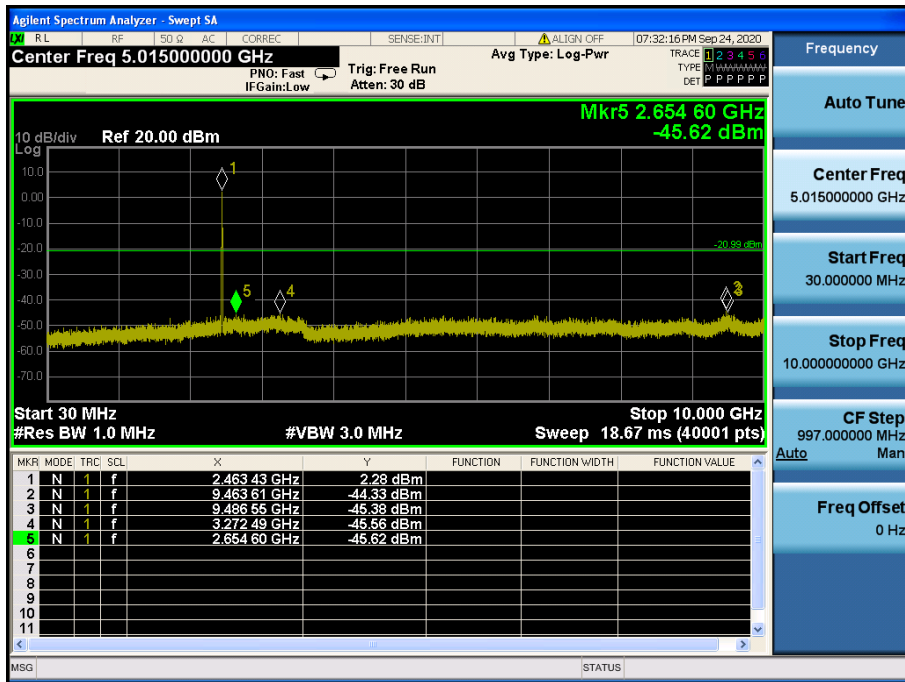 Agilent Spectrum Analyzer - Swept SA
LXI RL RF 50 Ω AC CORREC SENSE:INT ALIGN OFF 07:32:16 PM Sep 24, 2020
Center Freq 5.015000000 GHz
PNO: Fast
IFGain:Low
Trig: Free Run
Atten: 30 dB
Avg Type: Log-Pwr
TRACE 1 2 3 4 5 6
TYPE M WWWWW
DET P P P P P P
Mkr5 2.654 60 GHz
-45.62 dBm
10 dB/div Ref 20.00 dBm
Log
10.0
0.00
-10.0
-20.0
-30.0
-40.0
-50.0
-60.0
-70.0
1
-20.99 dBm
5
4
3
Start 30 MHz Stop 10.000 GHz
#Res BW 1.0 MHz #VBW 3.0 MHz Sweep 18.67 ms (40001 pts)
MKR MODE TRC SCL X Y FUNCTION FUNCTION WIDTH FUNCTION VALUE
1 N 1 f 2.463 43 GHz 2.28 dBm
2 N 1 f 9.463 61 GHz -44.33 dBm
3 N 1 f 9.486 55 GHz -45.38 dBm
4 N 1 f 3.272 49 GHz -45.56 dBm
5 N 1 f 2.654 60 GHz -45.62 dBm
6
7
8
9
10
11
MSG STATUS
Frequency
Auto Tune
Center Freq
5.015000000 GHz
Start Freq
30.000000 MHz
Stop Freq
10.000000000 GHz
CF Step
997.000000 MHz
Auto Man
Freq Offset
0 Hz